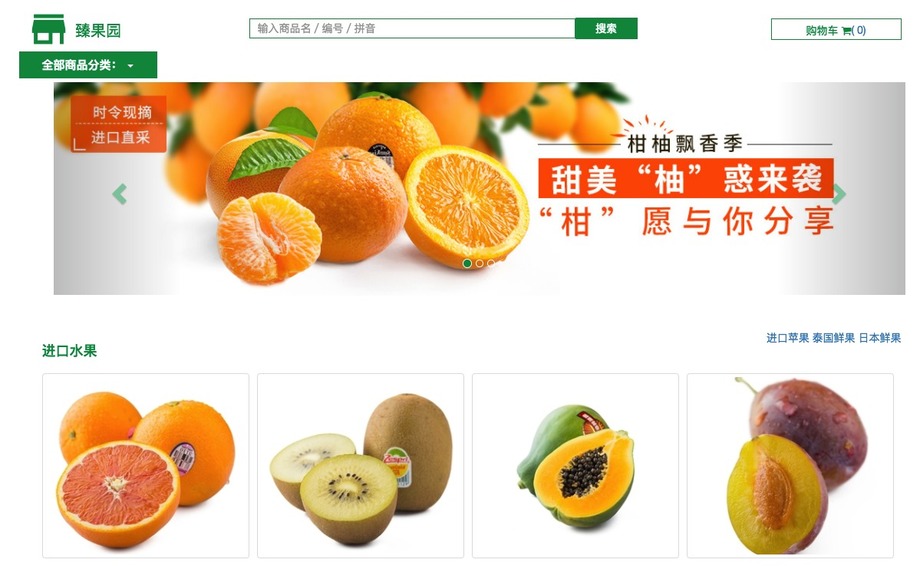 臻果园
输入商品名 / 编号 / 拼音
搜索
购物车 ( 0)
全部商品分类：
时令现摘
进口直采
柑柚飘香季
甜美“柚”惑来袭
“柑”愿与你分享
进口水果
进口苹果 泰国鲜果 日本鲜果